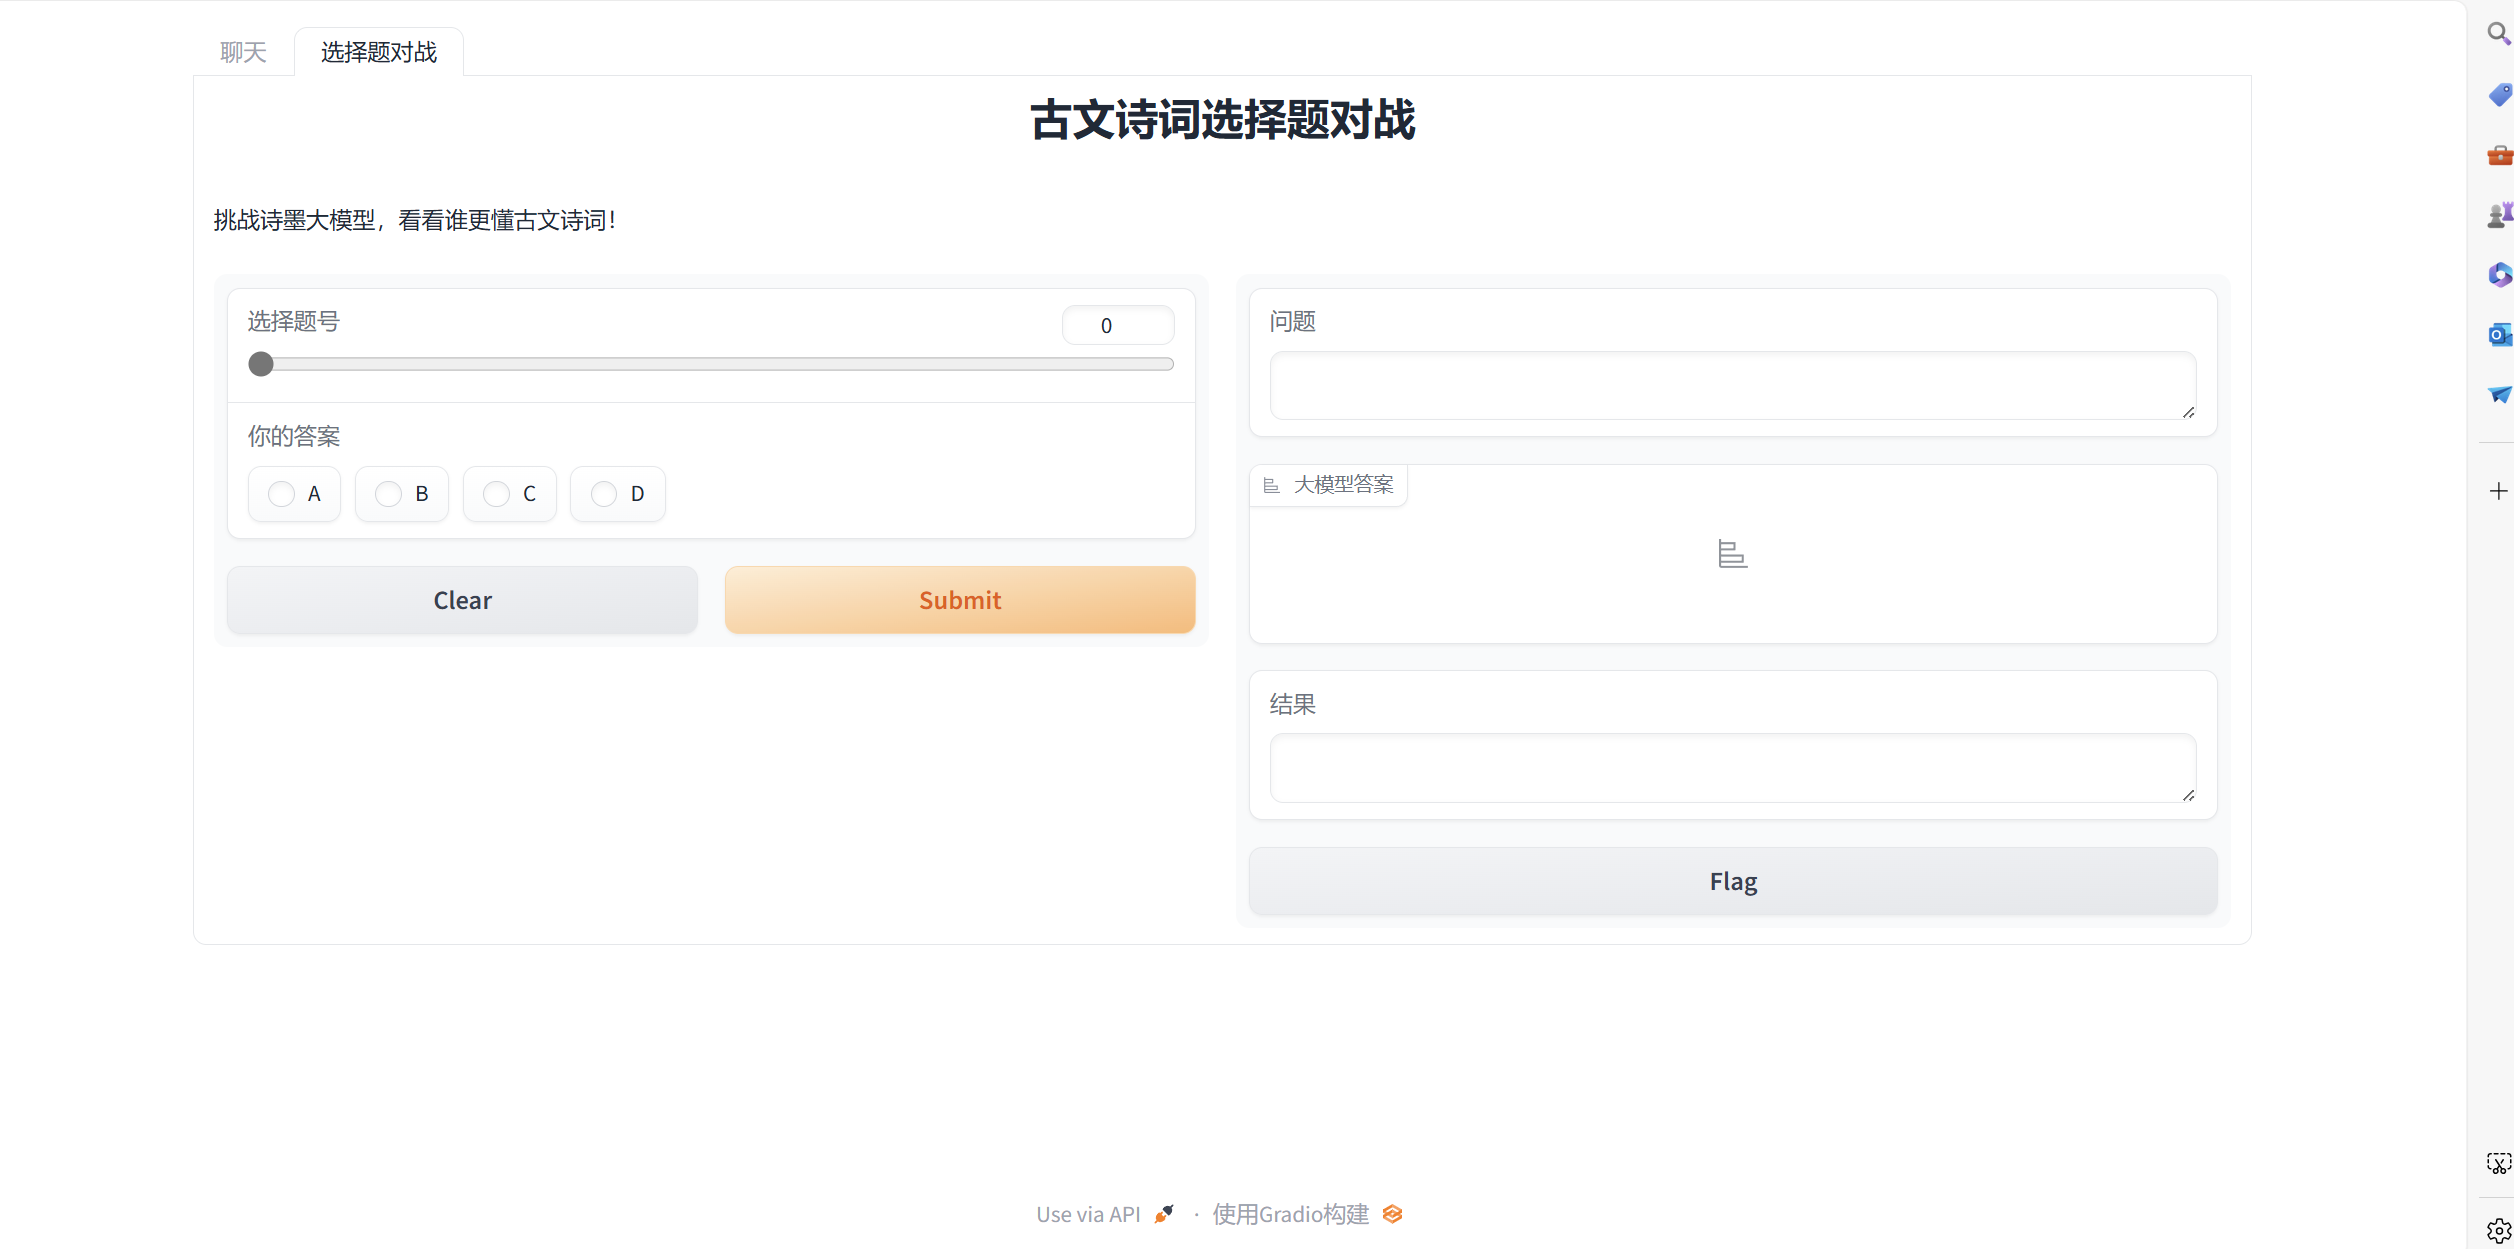 聊天
选择题对战
古文诗词选择题对战
挑战诗墨大模型，看看谁更懂古文诗词！
选择题号
0
你的答案
A
B
C
D
Clear
Submit
问题
大模型答案
结果
Flag
Use via API · 使用Gradio构建